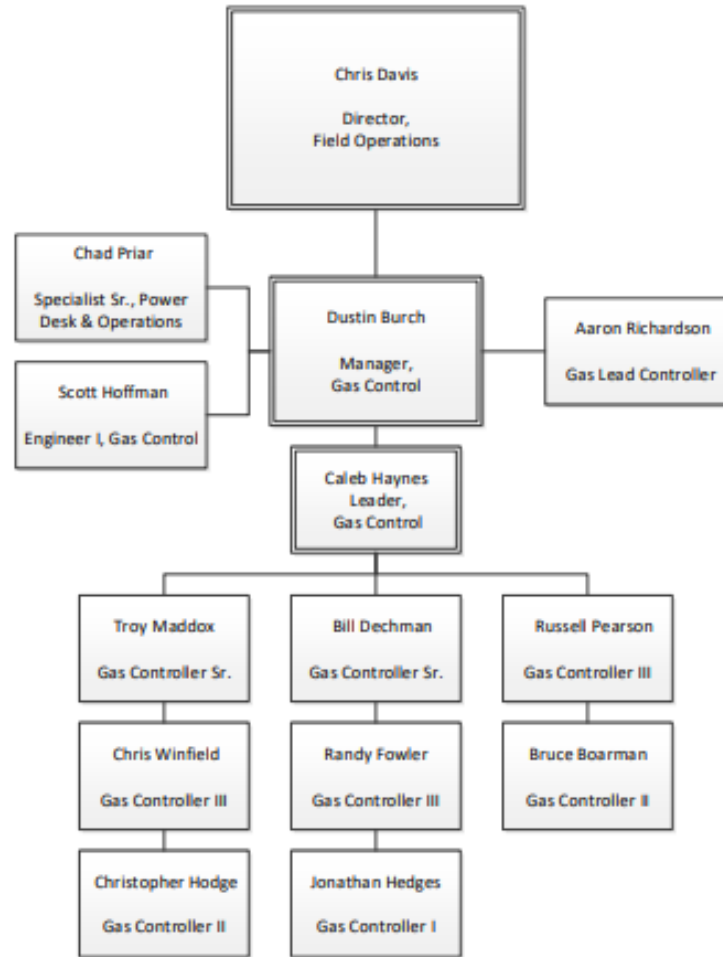 Chris Davis
Director,
Field Operations
Chad Priar
Specialist Sr., Power
Desk & Operations
Dustin Burch
Manager,
Gas Control
Aaron Richardson
Gas Lead Controller
Scott Hoffman
Engineer I, Gas Control
Caleb Haynes
Leader,
Gas Control
Troy Maddox
Gas Controller Sr.
Bill Dechman
Gas Controller Sr.
Russell Pearson
Gas Controller III
Chris Winfield
Gas Controller III
Randy Fowler
Gas Controller III
Bruce Boarman
Gas Controller II
Christopher Hodge
Gas Controller II
Jonathan Hedges
Gas Controller I